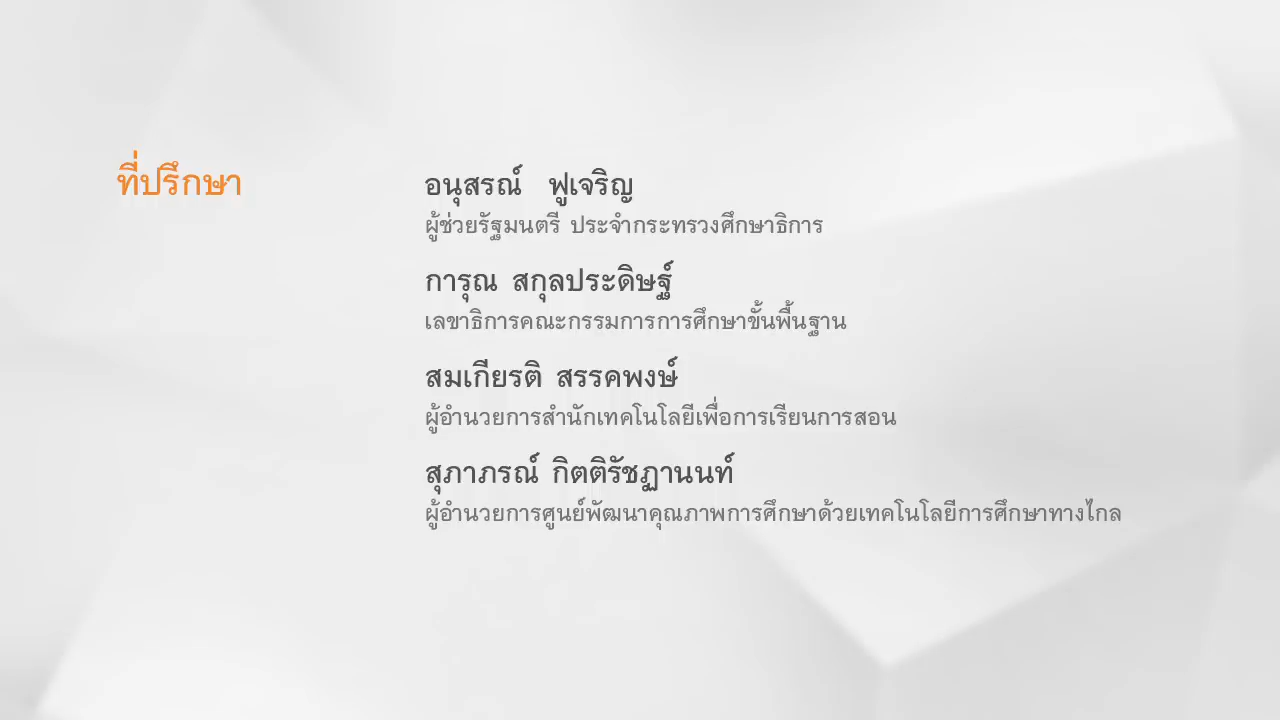 ที่ปรึกษา
อนุสรณ์ ฟูเจริญ
ผู้ช่วยรัฐมนตรี ประจำกระทรวงศึกษาธิการ
การุณ สกุลประดิษฐ์
เลขาธิการคณะกรรมการการศึกษาขั้นพื้นฐาน
สมเกียรติ สรรคพงษ์
ผู้อำนวยการสำนักเทคโนโลยีเพื่อการเรียนการสอน
สุภาภรณ์ กิตติรัชฏานนท์
ผู้อำนวยการศูนย์พัฒนาคุณภาพการศึกษาด้วยเทคโนโลยีการศึกษาทางไกล